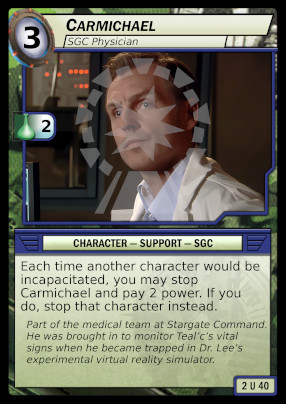 CARMICHAEL
3
SGC Physician
2
CHARACTER – SUPPORT – SGC
Each time another character would be
incapacitated, you may stop
Carmichael and pay 2 power. If you
do, stop that character instead.
Part of the medical team at Stargate Command.
He was brought in to monitor Teal'c's vital
signs when he became trapped in Dr. Lee's
experimental virtual reality simulator.
2 U 40